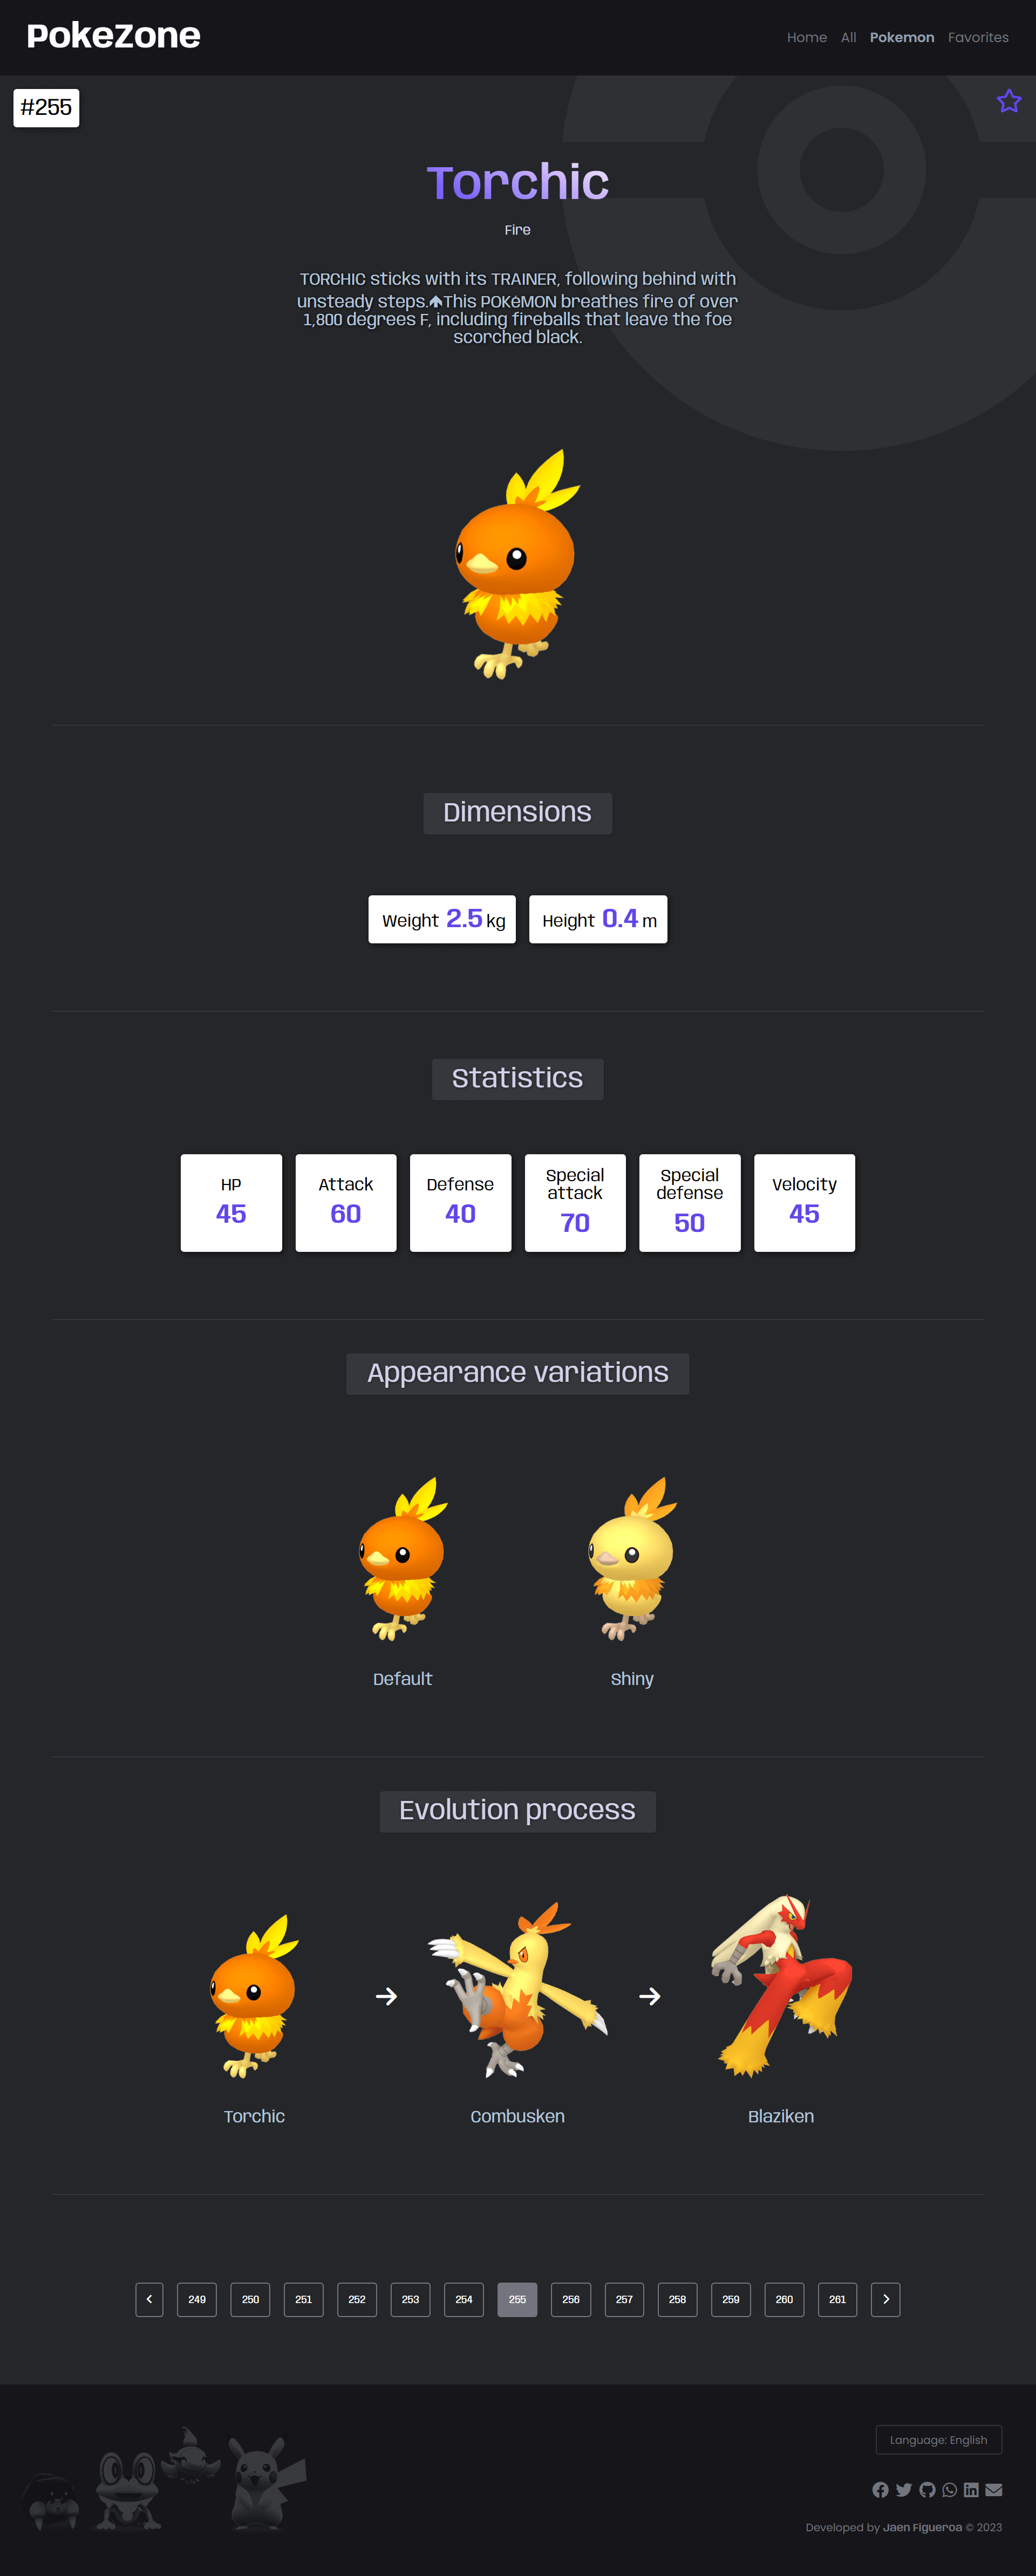 PokeZone
Home All Pokemon Favorites
#255
Torchic
Fire
TORCHIC sticks with its TRAINER, following behind with
unsteady steps.🡹This POKéMON breathes fire of over
1,800 degrees F, including fireballs that leave the foe
scorched black.
Dimensions
Weight 2.5 kg
Height 0.4 m
Statistics
HP
45
Attack
60
Defense
40
Special
attack
70
Special
defense
50
Velocity
45
Appearance variations
Default
Shiny
Evolution process
Torchic
Combusken
Blaziken
249 250 251 252 253 254 255 256 257 258 259 260 261
Language: English
Developed by Jaen Figueroa © 2023